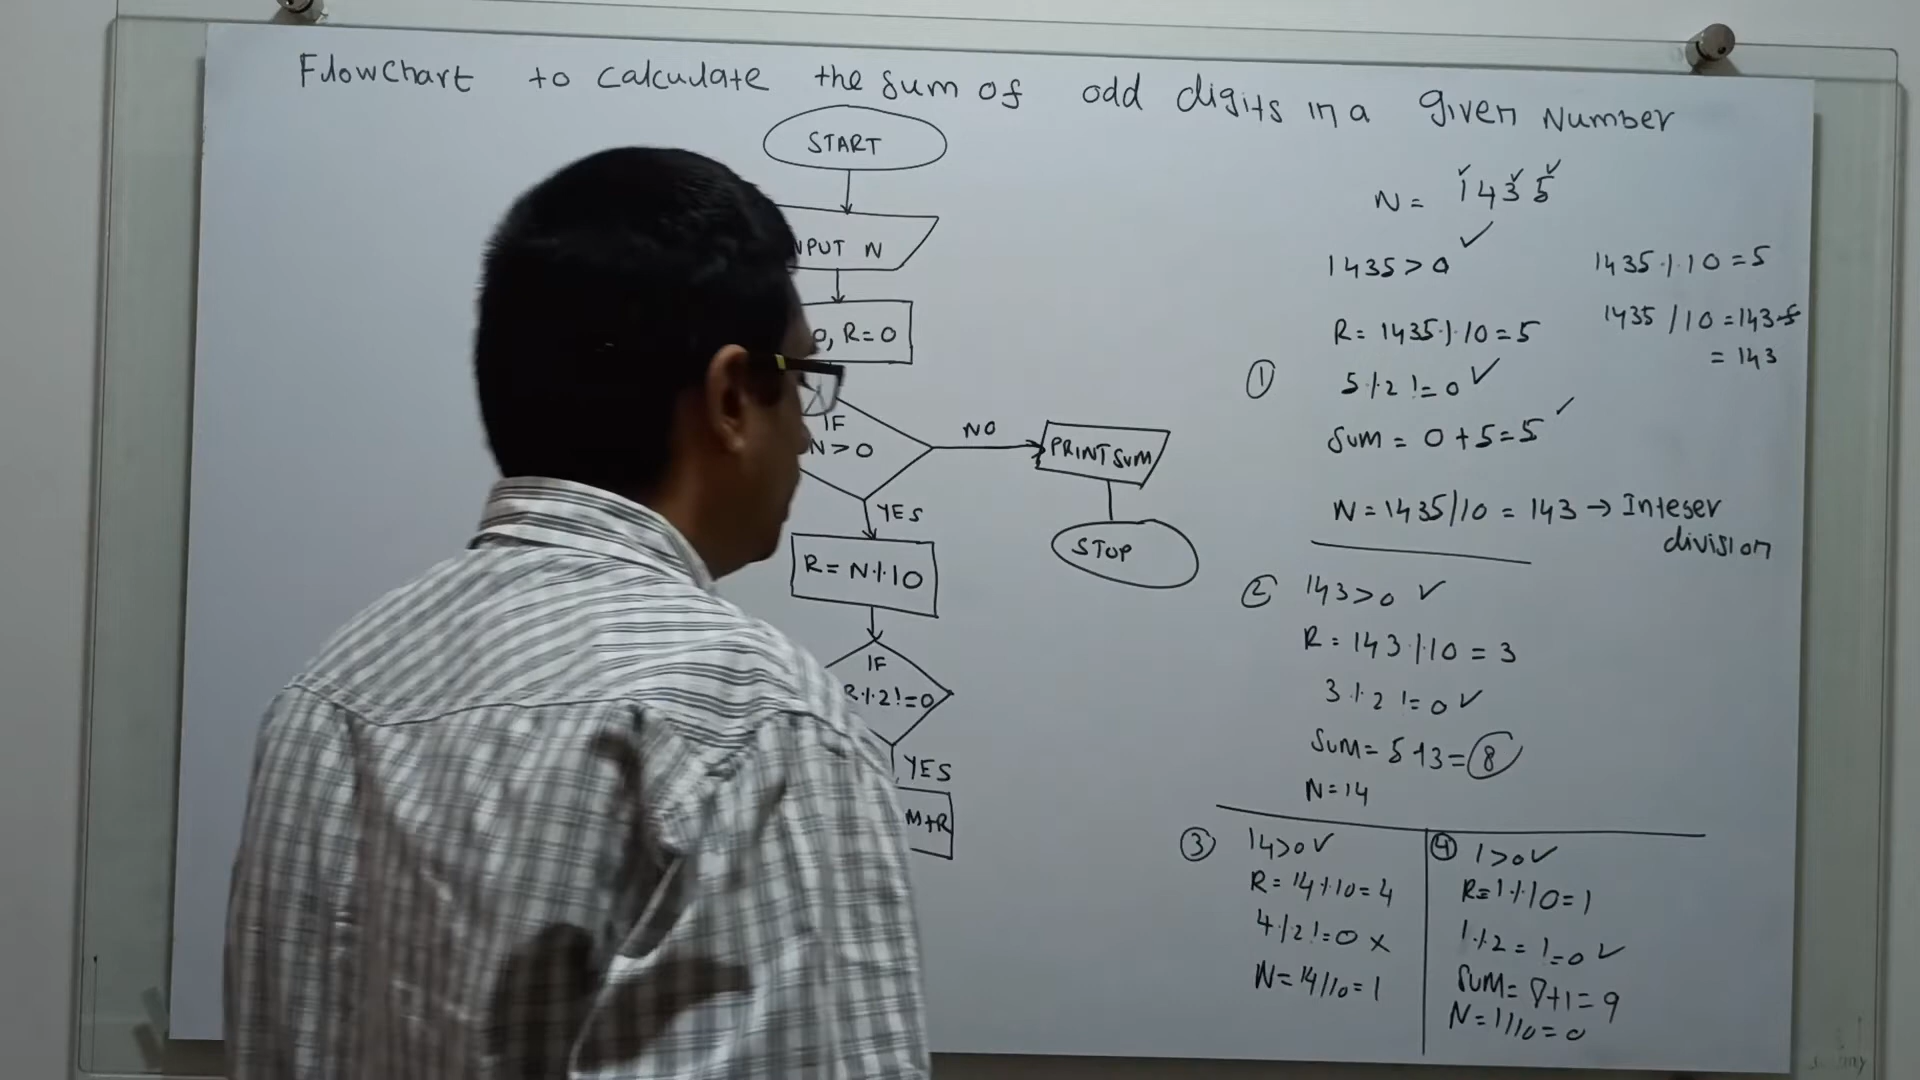 FlowChart to calculate the sum of odd digits in a given Number
START
NPUT N
0, R=0
IF
N>0
NO
PRINT SUM
STOP
YES
R=N%10
IF
R%2!=0
YES
M+R
N= 1435
1435>0
R= 1435%10=5
① 5%2!=0
Sum = 0+5=5
N=1435/10 = 143 → Integer
division
1435%10=5
1435/10=143.5
= 143
② 143>0
R= 143%10=3
3%2!=0
Sum= 5+3=8
N=14
③ 14>0
R=14%10=4
4%2!=0 x
N=14/10=1
④ 1>0
R=1%10=1
1%2=!=0
SUM= 8+1=9
N=1/10=0